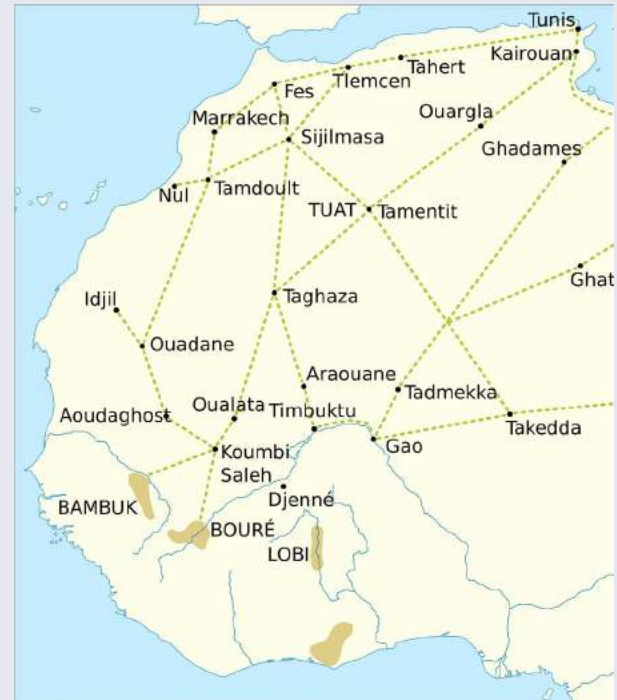 Tunis
Kairouan
Tahert
Tlemcen
Fes
Ouargla
Marrakech
Sijilmasa
Ghadames
Nul
Tamdoult
TUAT
Tamentit
Ghat
Taghaza
Idjil
Ouadane
Araouane
Tadmekka
Oualata
Timbuktu
Aoudaghost
Takedda
Gao
Koumbi
Saleh
Djenné
BAMBUK
BOURÉ
LOBI